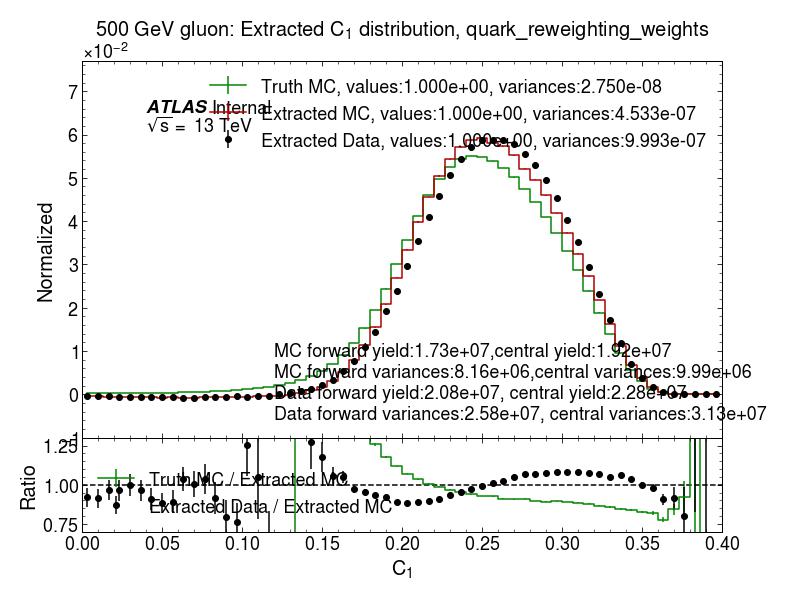 500 GeV gluon: Extracted C₁ distribution, quark_reweighting_weights
×10⁻²
Truth MC, values:1.000e+00, variances:2.750e-08
ATLAS Internal
Extracted MC, values:1.000e+00, variances:4.533e-07
√s = 13 TeV
Extracted Data, values:1.000e+00, variances:9.993e-07
7
6
5
4
3
2
1
0
-1
Normalized
MC forward yield:1.73e+07,central yield:1.92e+07
MC forward variances:8.16e+06,central variances:9.99e+06
Data forward yield:2.08e+07, central yield:2.28e+07
Data forward variances:2.58e+07, central variances:3.13e+07
1.25
1.00
0.75
Ratio
Truth MC / Extracted MC
Extracted Data / Extracted MC
0.00 0.05 0.10 0.15 0.20 0.25 0.30 0.35 0.40
C₁